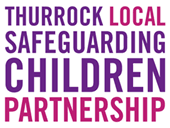 THURROCK LOCAL
SAFEGUARDING
CHILDREN
PARTNERSHIP